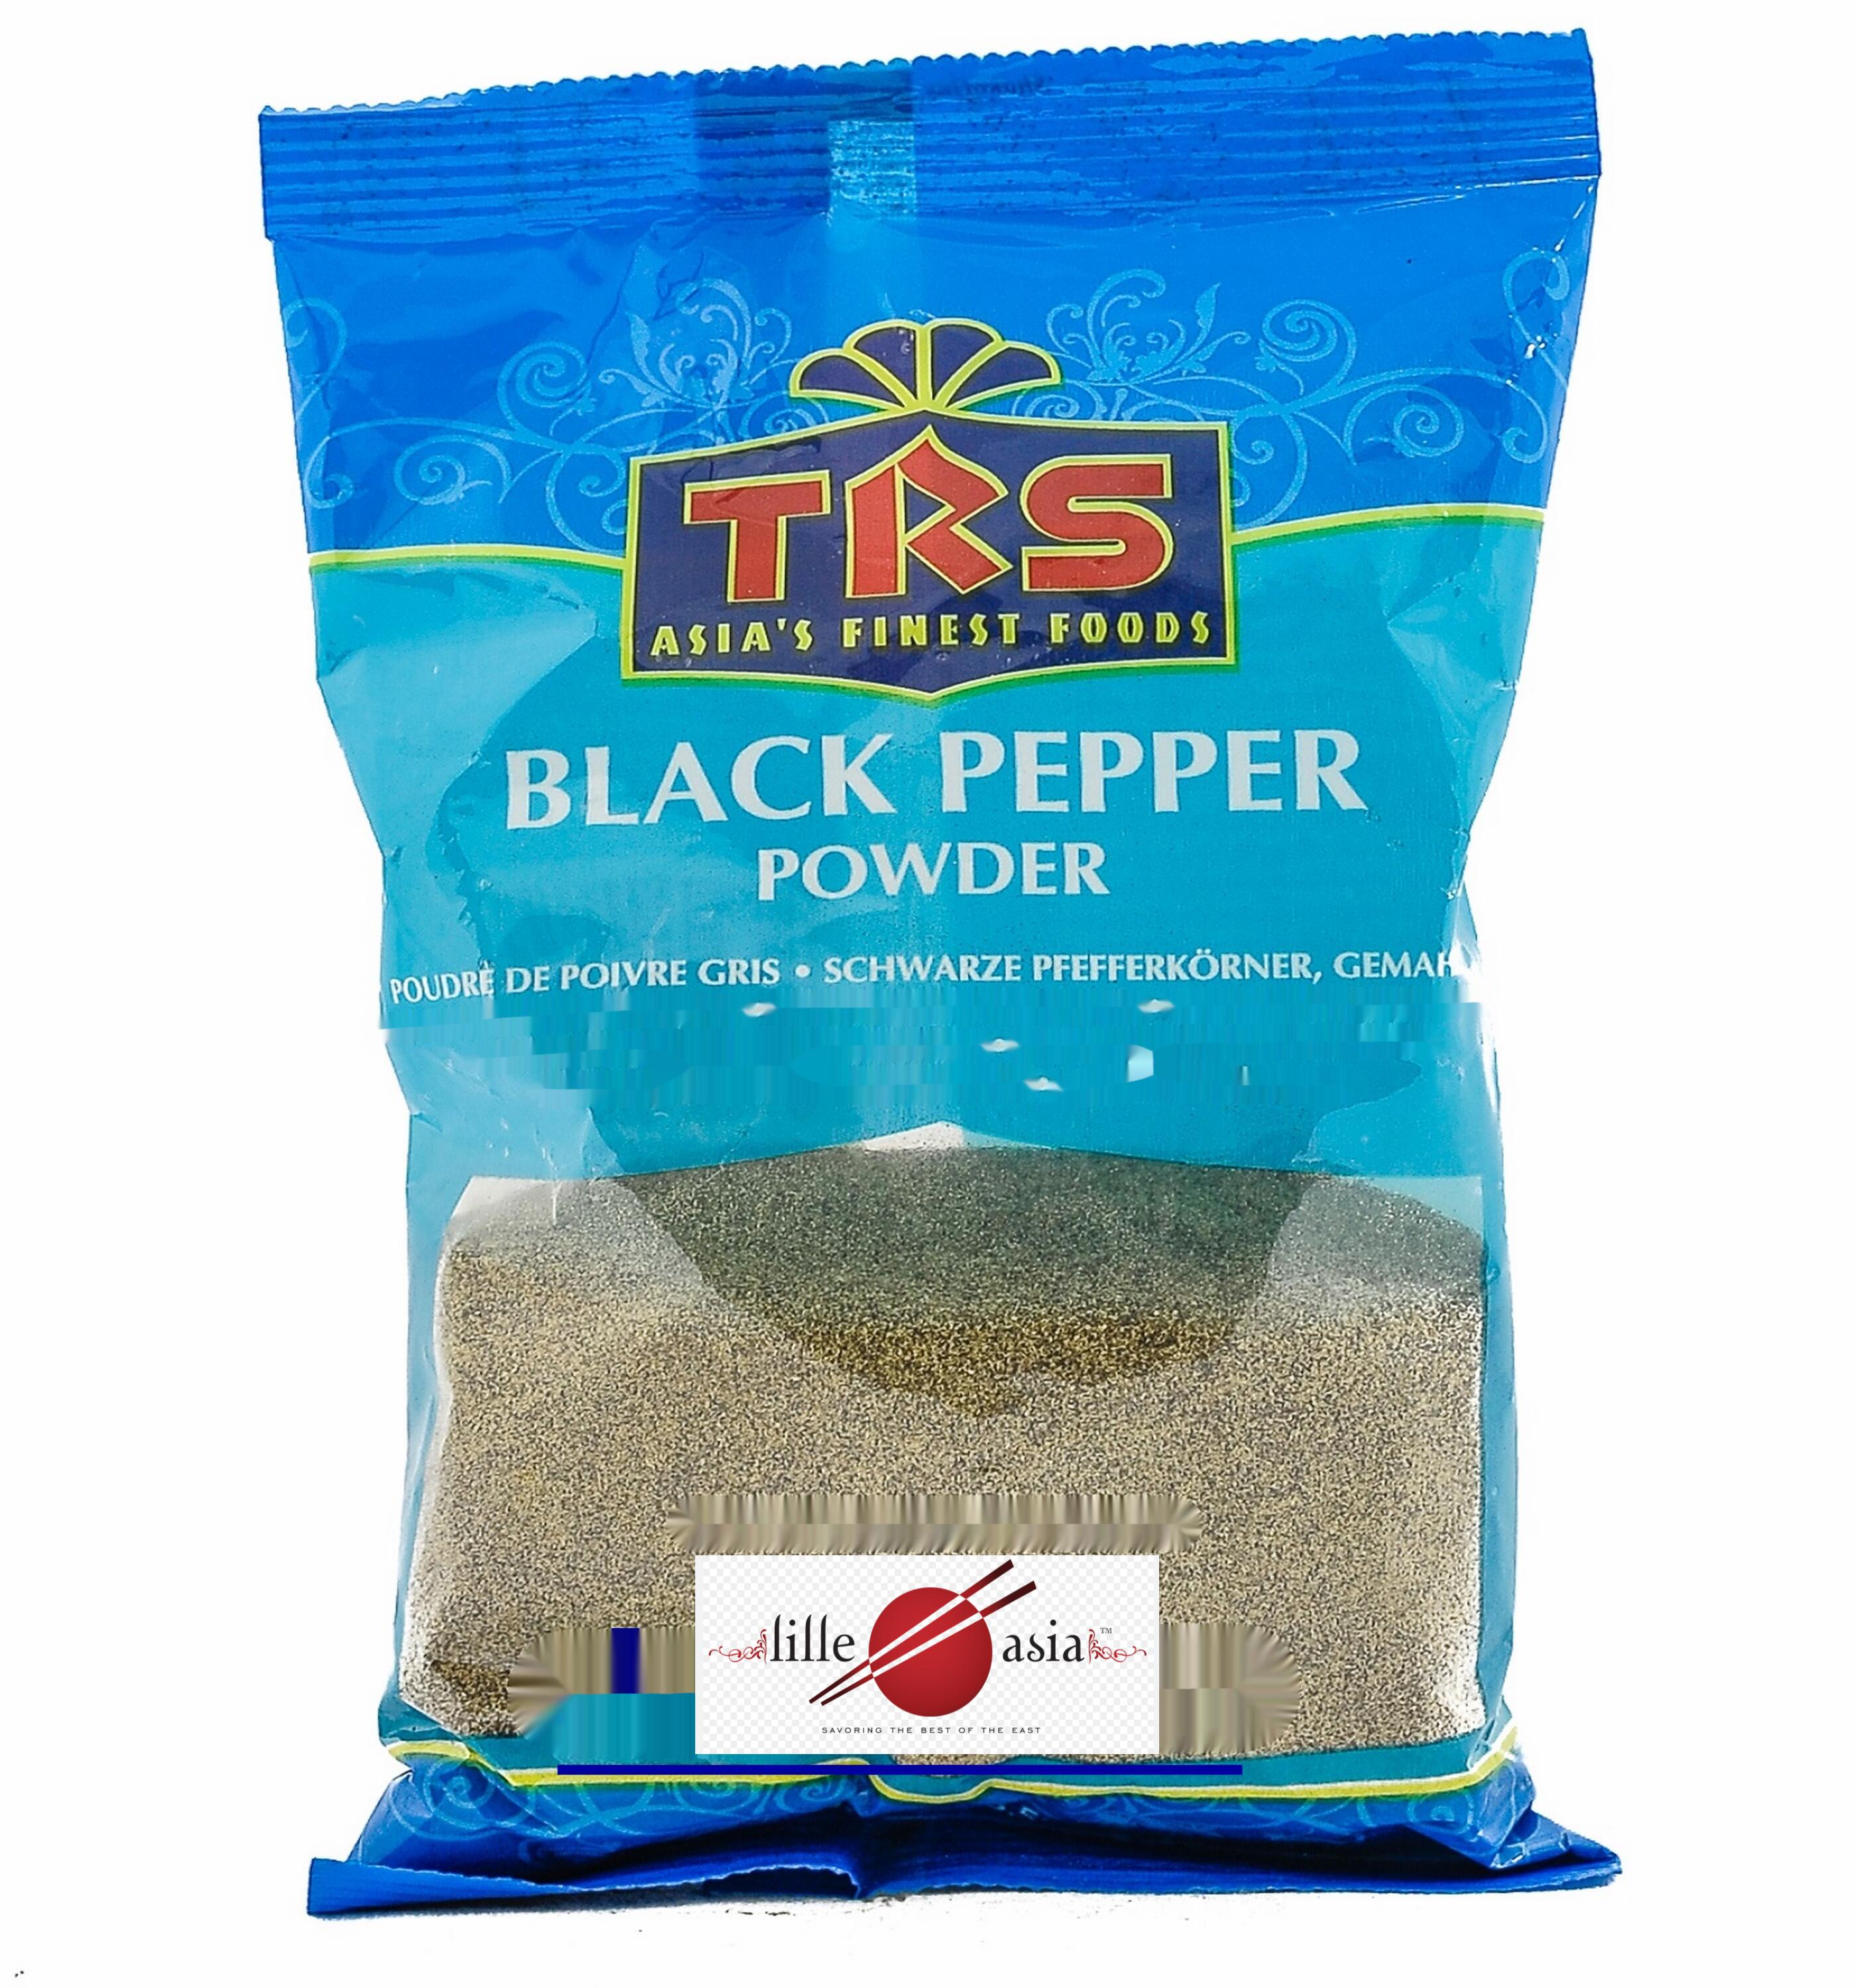 TRS
ASIA'S FINEST FOODS
BLACK PEPPER
POWDER
POUDRE DE POIVRE GRIS • SCHWARZE PFEFFERKÖRNER, GEMAH
lille asia™
SAVORING THE BEST OF THE EAST